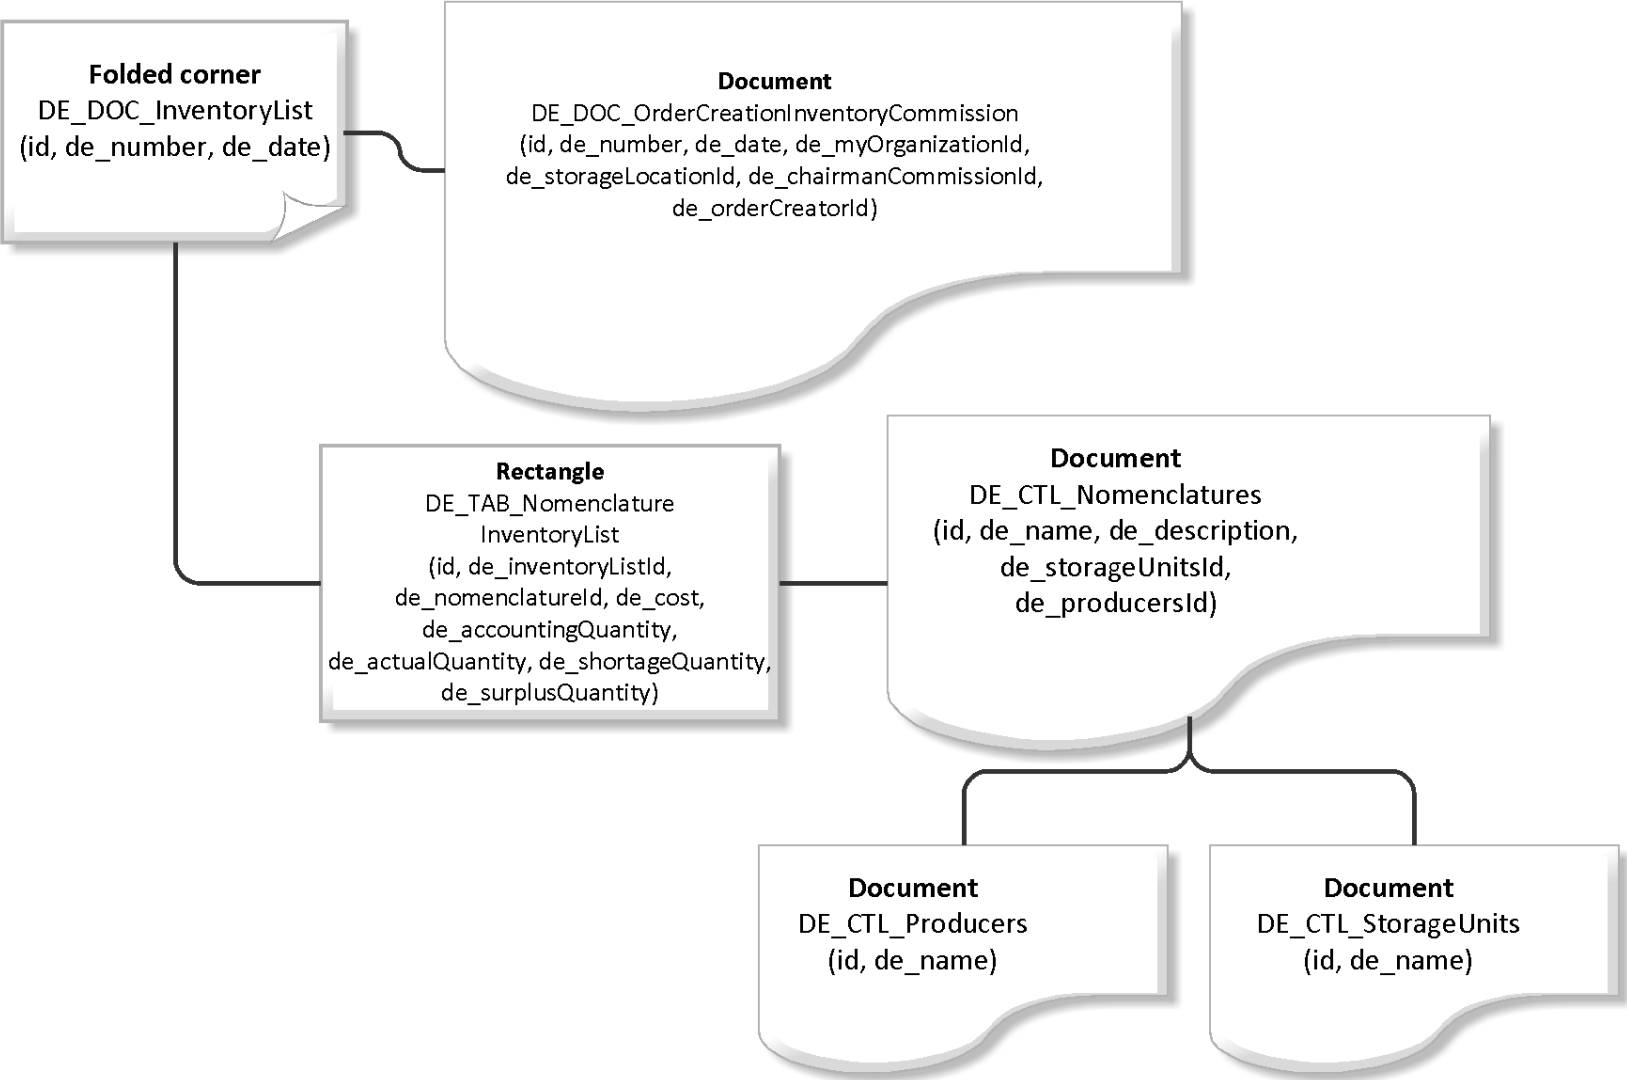 Folded corner
DE_DOC_InventoryList
(id, de_number, de_date)
Document
DE_DOC_OrderCreationInventoryCommission
(id, de_number, de_date, de_myOrganizationId,
de_storageLocationId, de_chairmanCommissionId,
de_orderCreatorId)
Rectangle
DE_TAB_Nomenclature
InventoryList
(id, de_inventoryListId,
de_nomenclatureId, de_cost,
de_accountingQuantity,
de_actualQuantity, de_shortageQuantity,
de_surplusQuantity)
Document
DE_CTL_Nomenclatures
(id, de_name, de_description,
de_storageUnitsId,
de_producersId)
Document
DE_CTL_Producers
(id, de_name)
Document
DE_CTL_StorageUnits
(id, de_name)